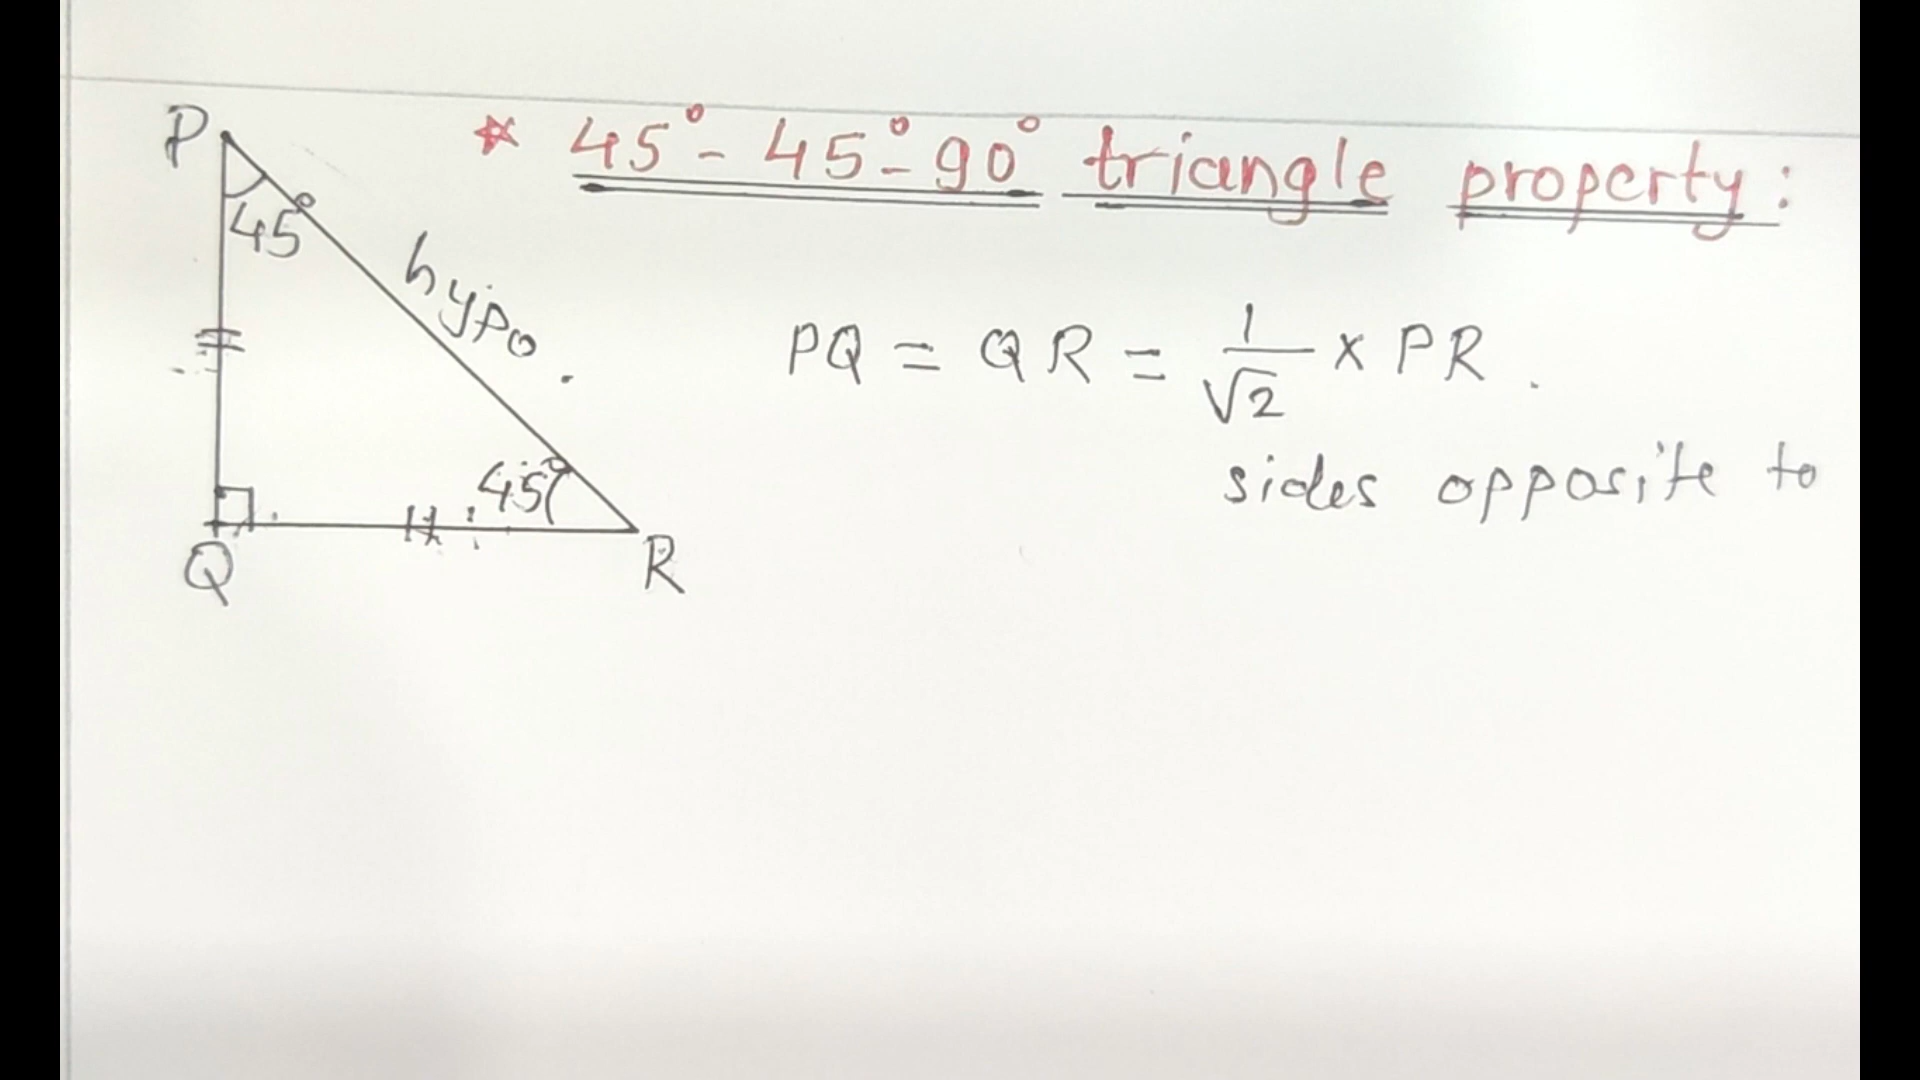 * 45° - 45° - 90° triangle property:
P
45°
hypo.
PQ = QR = 1/√2 × PR.
45°
sides opposite to
Q
R